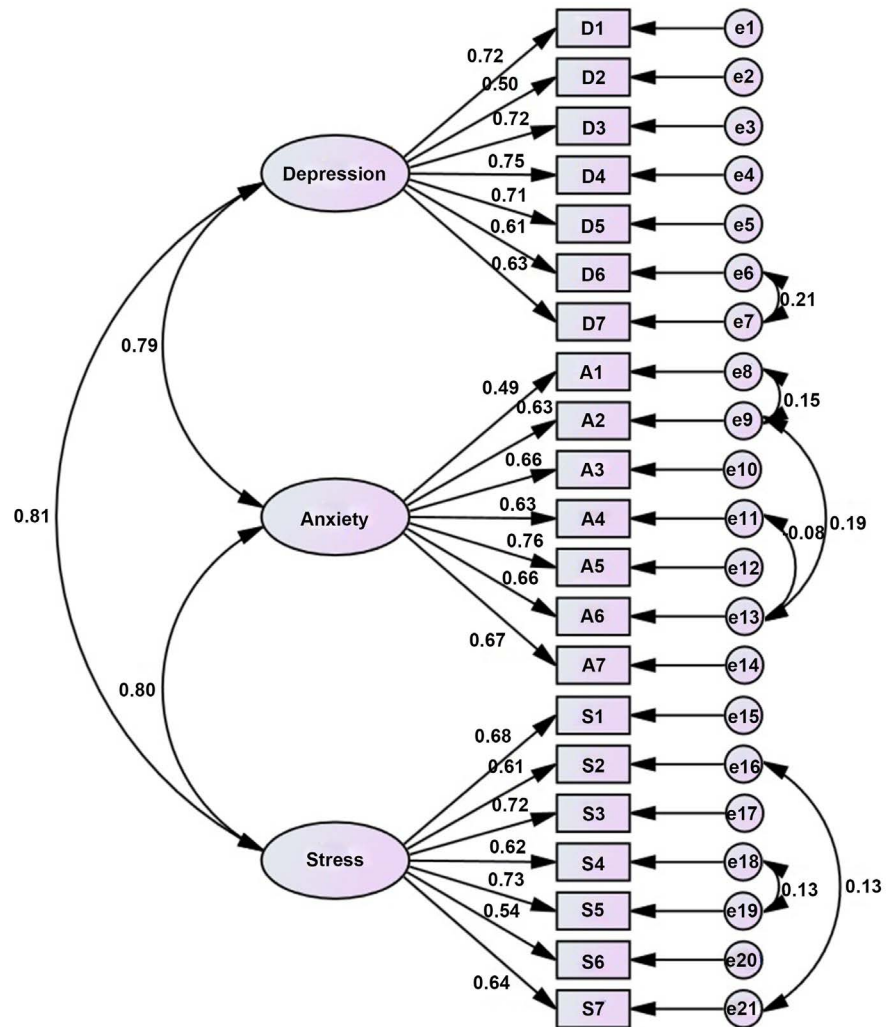 D1 e1
0.72
D2 e2
0.50
D3 e3
0.72
Depression
0.75
D4 e4
0.71
D5 e5
0.61
D6 e6
0.63
0.21
D7 e7
0.79
A1 e8
0.49
0.15
0.63
A2 e9
0.66
A3 e10
0.63
A4 e11
Anxiety
0.81
-0.08
0.19
0.76
A5 e12
0.66
A6 e13
0.67
A7 e14
0.80
S1 e15
0.68
S2 e16
0.61
0.72
S3 e17
0.62
S4 e18
Stress
0.73
0.13
0.13
S5 e19
0.54
S6 e20
0.64
S7 e21